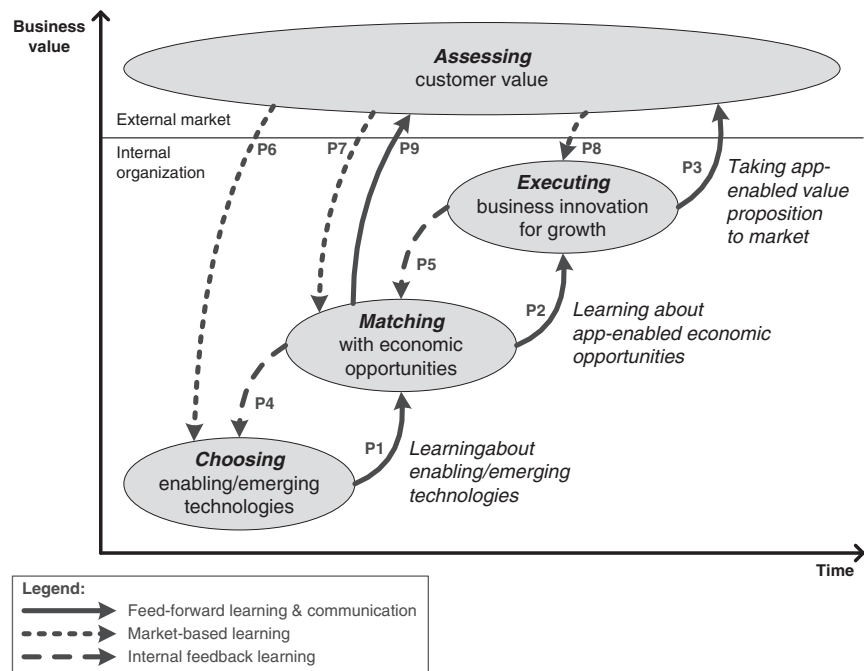 Business
value
Assessing
customer value
External market
Internal
organization
P6
P7
P9
P8
P3
Taking app-
enabled value
proposition
to market
Executing
business innovation
for growth
P5
P2
Learning about
app-enabled economic
opportunities
Matching
with economic
opportunities
P4
P1
Learningabout
enabling/emerging
technologies
Choosing
enabling/emerging
technologies
Time
Legend:
Feed-forward learning & communication
Market-based learning
Internal feedback learning